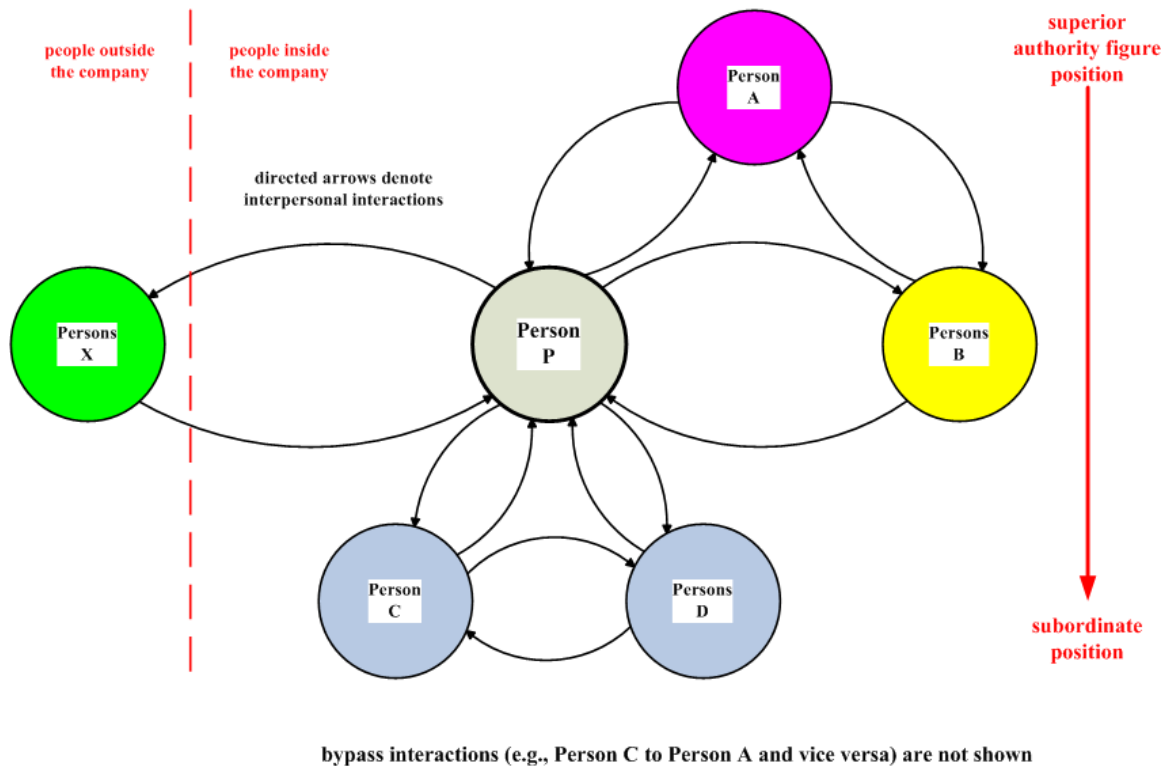 people outside
the company
people inside
the company
superior
authority figure
position
Person
A
directed arrows denote
interpersonal interactions
Persons
X
Person
P
Persons
B
Person
C
Persons
D
subordinate
position
bypass interactions (e.g., Person C to Person A and vice versa) are not shown